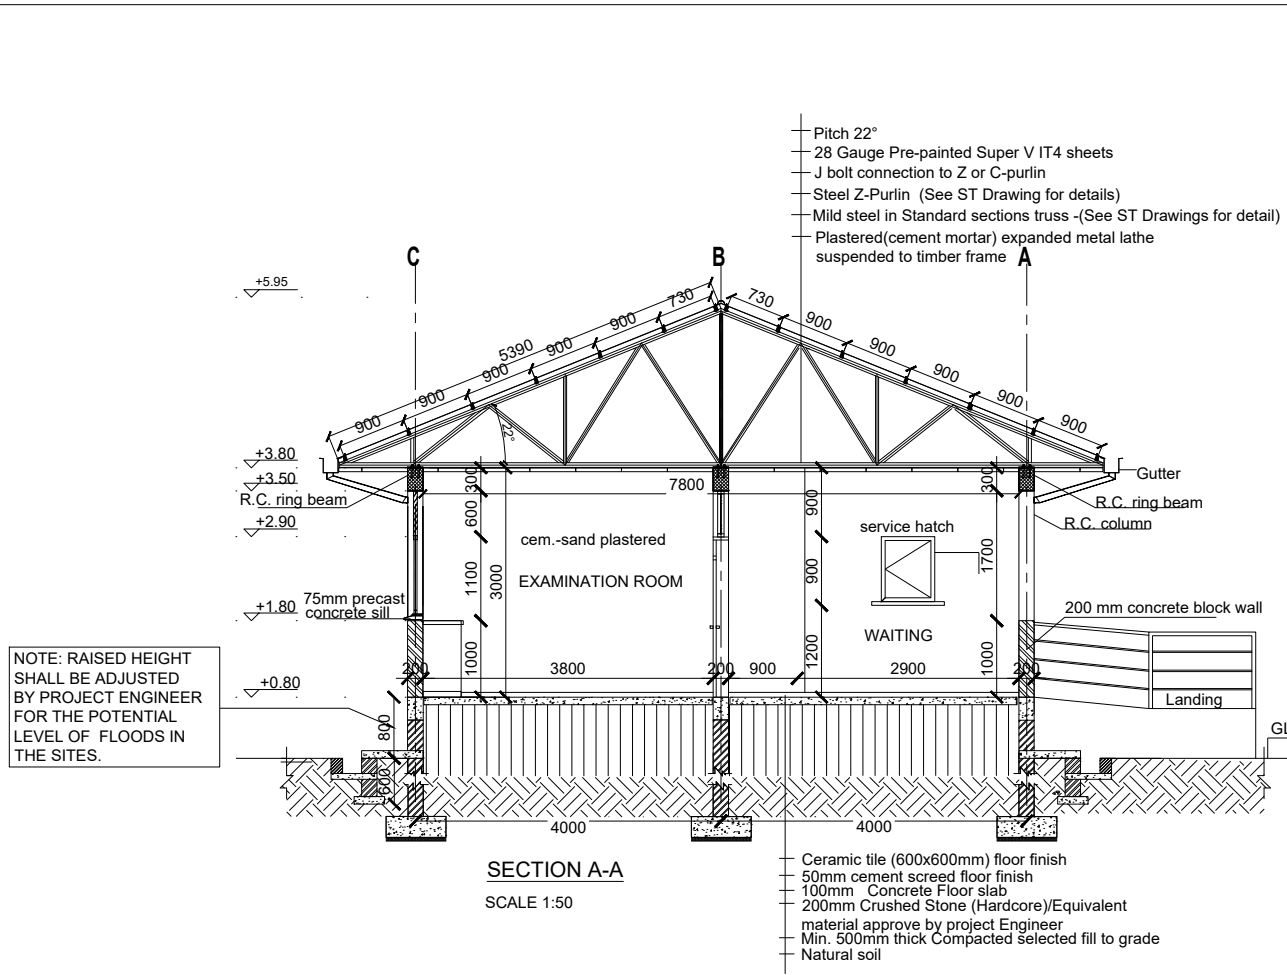 Pitch 22°
28 Gauge Pre-painted Super V IT4 sheets
J bolt connection to Z or C-purlin
Steel Z-Purlin (See ST Drawing for details)
Mild steel in Standard sections truss -(See ST Drawings for detail)
Plastered(cement mortar) expanded metal lathe
suspended to timber frame
C
B
A
+5.95
730
730
900
900
5390
900
900
900
900
900
900
900
900
22°
+3.80
+3.50
R.C. ring beam
+2.90
300
7800
300
Gutter
R.C. ring beam
R.C. column
600
900
service hatch
cem.-sand plastered
EXAMINATION ROOM
1100
3000
900
1700
75mm precast
concrete sill
+1.80
200 mm concrete block wall
WAITING
1000
1200
1000
200
3800
200
900
2900
200
+0.80
Landing
NOTE: RAISED HEIGHT
SHALL BE ADJUSTED
BY PROJECT ENGINEER
FOR THE POTENTIAL
LEVEL OF FLOODS IN
THE SITES.
800
600
GL
4000
4000
SECTION A-A
SCALE 1:50
Ceramic tile (600x600mm) floor finish
50mm cement screed floor finish
100mm Concrete Floor slab
200mm Crushed Stone (Hardcore)/Equivalent
material approve by project Engineer
Min. 500mm thick Compacted selected fill to grade
Natural soil